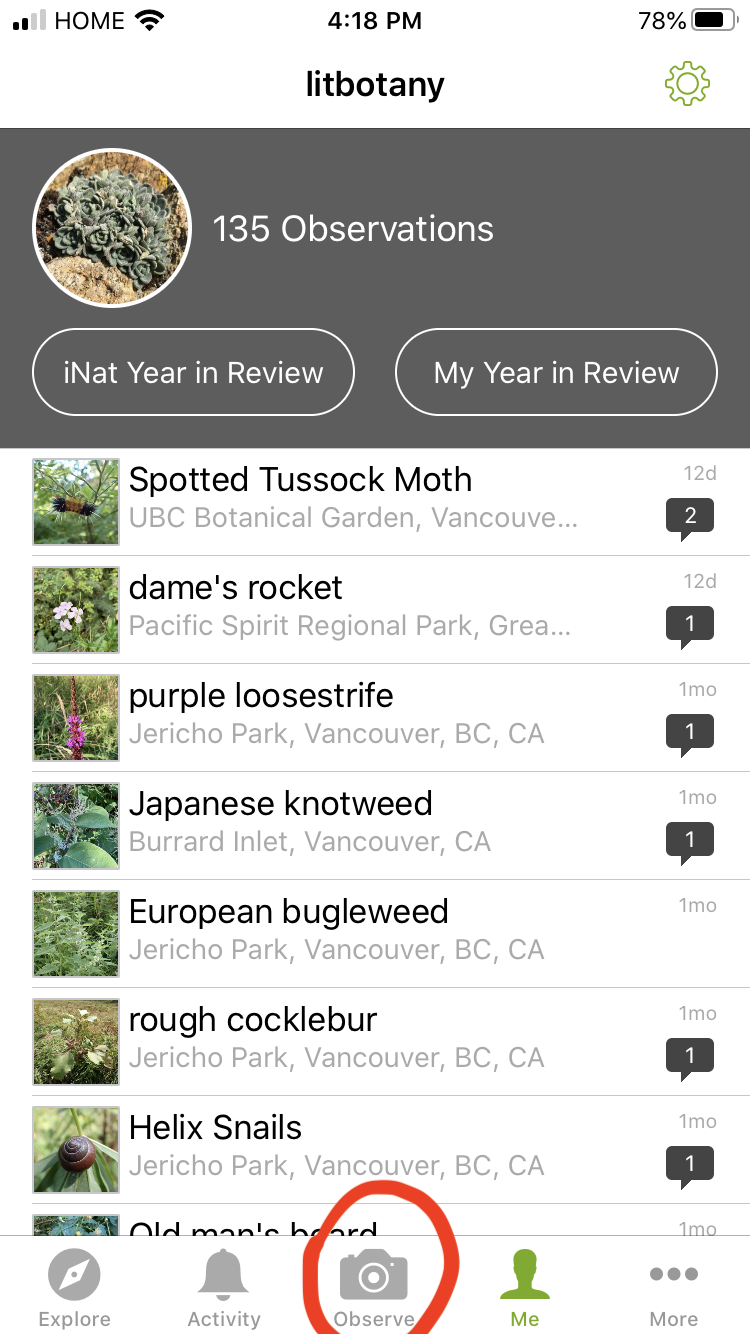 HOME 4:18 PM 78%
litbotany
135 Observations
iNat Year in Review My Year in Review
Spotted Tussock Moth 12d
UBC Botanical Garden, Vancouve... 2
dame's rocket 12d
Pacific Spirit Regional Park, Grea... 1
purple loosestrife 1mo
Jericho Park, Vancouver, BC, CA 1
Japanese knotweed 1mo
Burrard Inlet, Vancouver, CA 1
European bugleweed 1mo
Jericho Park, Vancouver, BC, CA
rough cocklebur 1mo
Jericho Park, Vancouver, BC, CA 1
Helix Snails 1mo
Jericho Park, Vancouver, BC, CA 1
Old man's beard 1mo
Explore Activity Observe Me More